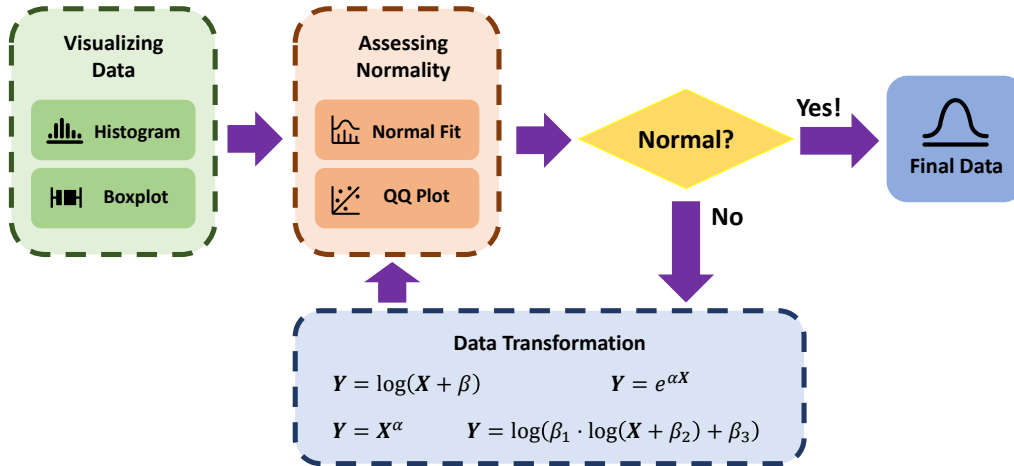 Visualizing
Data
Histogram
Boxplot
Assessing
Normality
Normal Fit
QQ Plot
Normal?
Yes!
No
Final Data
Data Transformation
𝒀 = log(𝑿 + 𝛽)
𝒀 = 𝑒^{𝛼𝑿}
𝒀 = 𝑿^𝛼
𝒀 = log(𝛽₁ · log(𝑿 + 𝛽₂) + 𝛽₃)